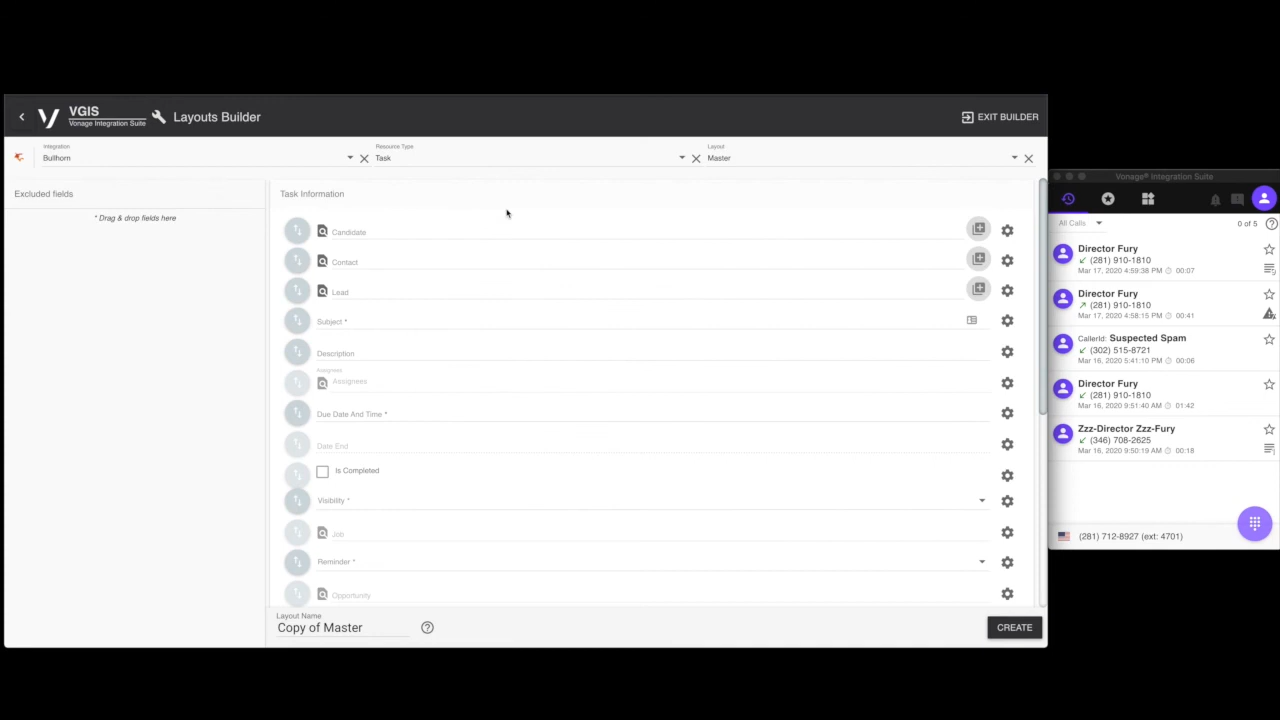 VGIS
Vonage Integration Suite
Layouts Builder
EXIT BUILDER
Integration
Bullhorn
Resource Type
Task
Layout
Master
Excluded fields
* Drag & drop fields here
Task Information
Candidate
Contact
Lead
Subject *
Description
Assignees
Assignees
Due Date And Time *
Date End
Is Completed
Visibility *
Job
Reminder *
Opportunity
Layout Name
Copy of Master
CREATE
Vonage® Integration Suite
All Calls
0 of 5
Director Fury
(281) 910-1810
Mar 17, 2020 4:59:38 PM 00:07
Director Fury
(281) 910-1810
Mar 17, 2020 4:58:15 PM 00:41
CallerId: Suspected Spam
(302) 515-8721
Mar 16, 2020 5:41:10 PM 00:06
Director Fury
(281) 910-1810
Mar 16, 2020 9:51:40 AM 01:42
Zzz-Director Zzz-Fury
(346) 708-2625
Mar 16, 2020 9:50:19 AM 00:18
(281) 712-8927 (ext: 4701)